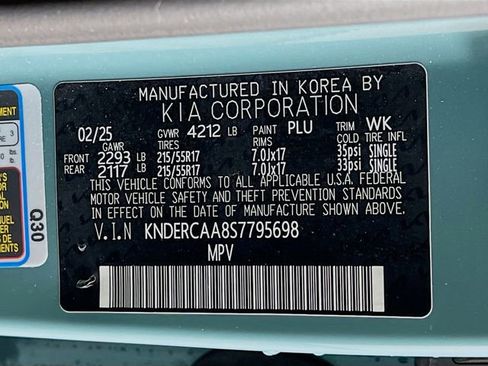 MANUFACTURED IN KOREA BY
KIA CORPORATION
02/25 GVWR 4212 LB PAINT PLU TRIM WK
GAWR TIRES RIMS COLD TIRE INFL
FRONT 2293 LB 215/55R17 7.0Jx17 35psi SINGLE
REAR 2117 LB 215/55R17 7.0Jx17 33psi SINGLE
THIS VEHICLE CONFORMS TO ALL APPLICABLE U.S.A. FEDERAL
MOTOR VEHICLE SAFETY, BUMPER, AND THEFT PREVENTION STANDARDS
IN EFFECT ON THE DATE OF MANUFACTURE SHOWN ABOVE.
V.I.N KNDERCAA8S7795698
MPV
Q30